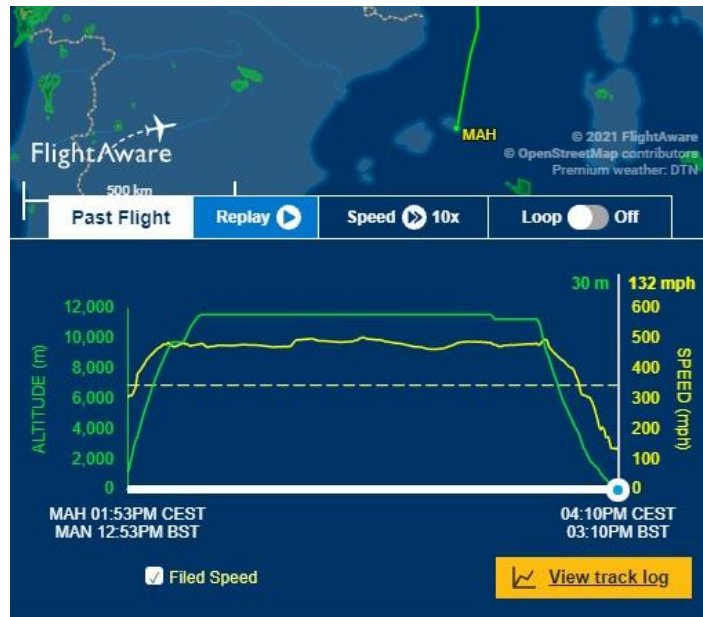 MAH
FlightAware
© 2021 FlightAware
© OpenStreetMap contributors
Premium weather: DTN
500 km
Past Flight
Replay
Speed 10x
Loop Off
30 m 132 mph
12,000 600
10,000 500
8,000 400
6,000 300
4,000 200
2,000 100
0 0
ALTITUDE (m)
SPEED (mph)
MAH 01:53PM CEST 04:10PM CEST
MAN 12:53PM BST 03:10PM BST
Filed Speed
View track log